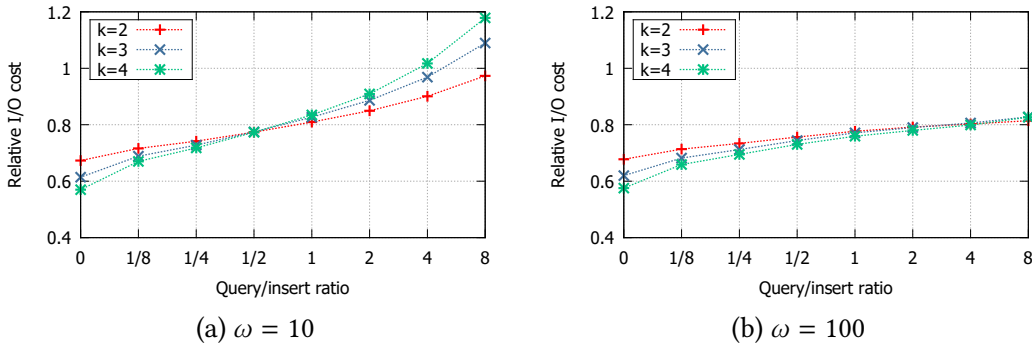 1.2
1
0.8
0.6
0.4
Relative I/O cost
k=2
k=3
k=4
0 1/8 1/4 1/2 1 2 4 8
Query/insert ratio
(a) ω = 10
1.2
1
0.8
0.6
0.4
Relative I/O cost
k=2
k=3
k=4
0 1/8 1/4 1/2 1 2 4 8
Query/insert ratio
(b) ω = 100